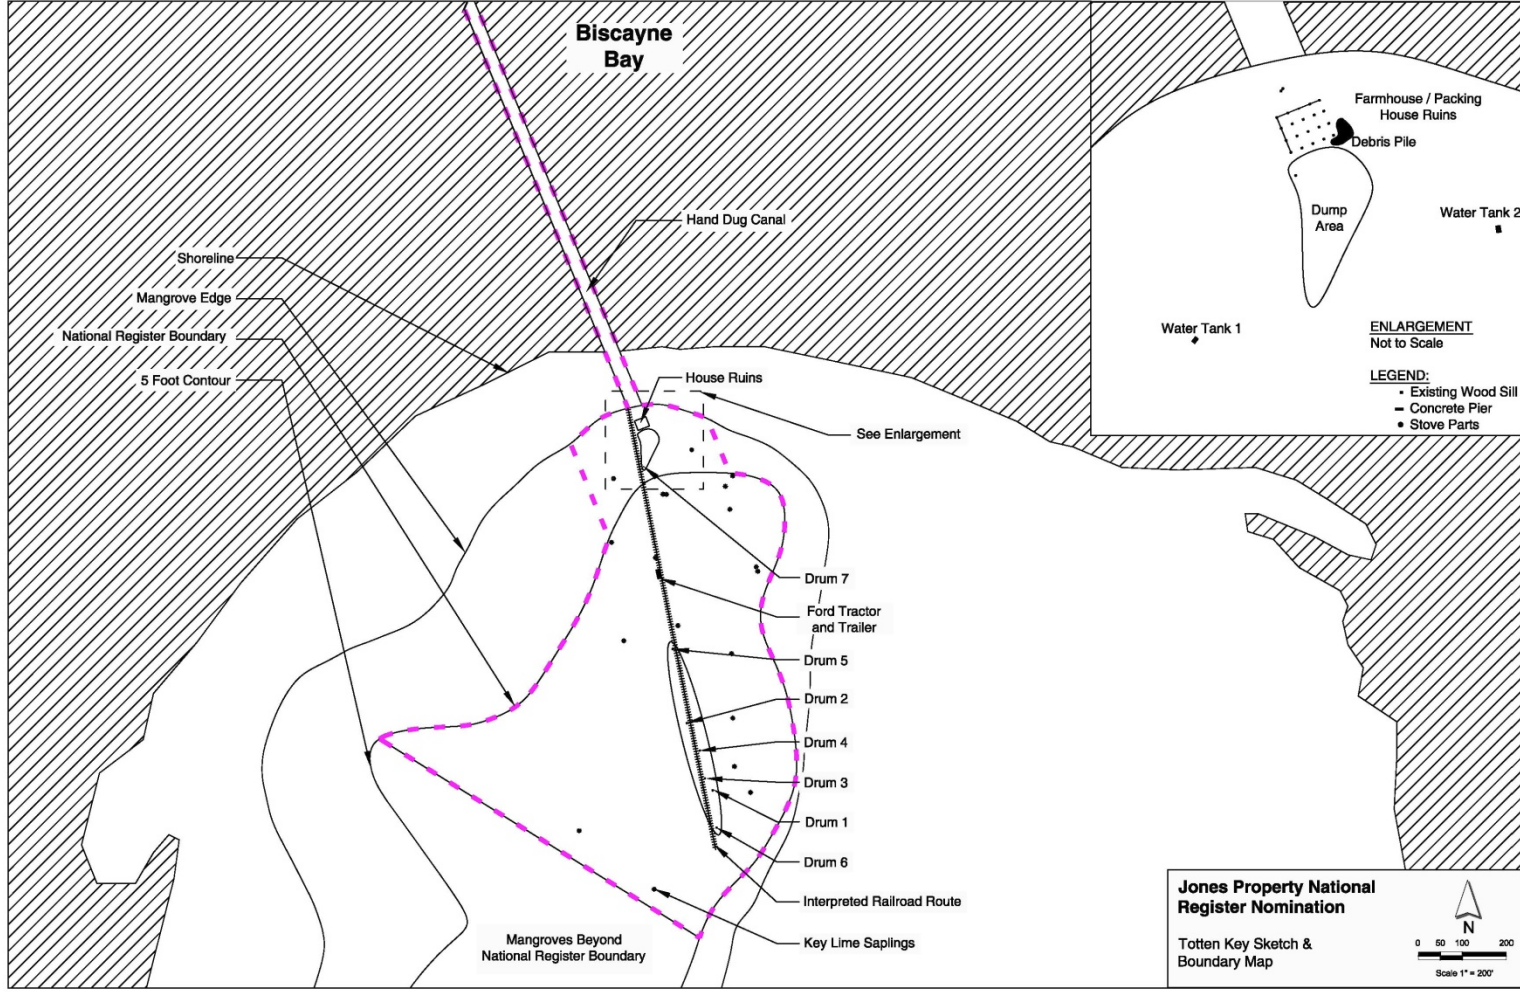 Biscayne
Bay
Hand Dug Canal
Shoreline
Mangrove Edge
National Register Boundary
5 Foot Contour
House Ruins
See Enlargement
Drum 7
Ford Tractor
and Trailer
Drum 5
Drum 2
Drum 4
Drum 3
Drum 1
Drum 6
Interpreted Railroad Route
Key Lime Saplings
Mangroves Beyond
National Register Boundary
Farmhouse / Packing
House Ruins
Debris Pile
Dump
Area
Water Tank 2
Water Tank 1
ENLARGEMENT
Not to Scale
LEGEND:
Existing Wood Sill
Concrete Pier
Stove Parts
Jones Property National
Register Nomination
Totten Key Sketch &
Boundary Map
N
0 50 100 200
Scale 1" = 200'